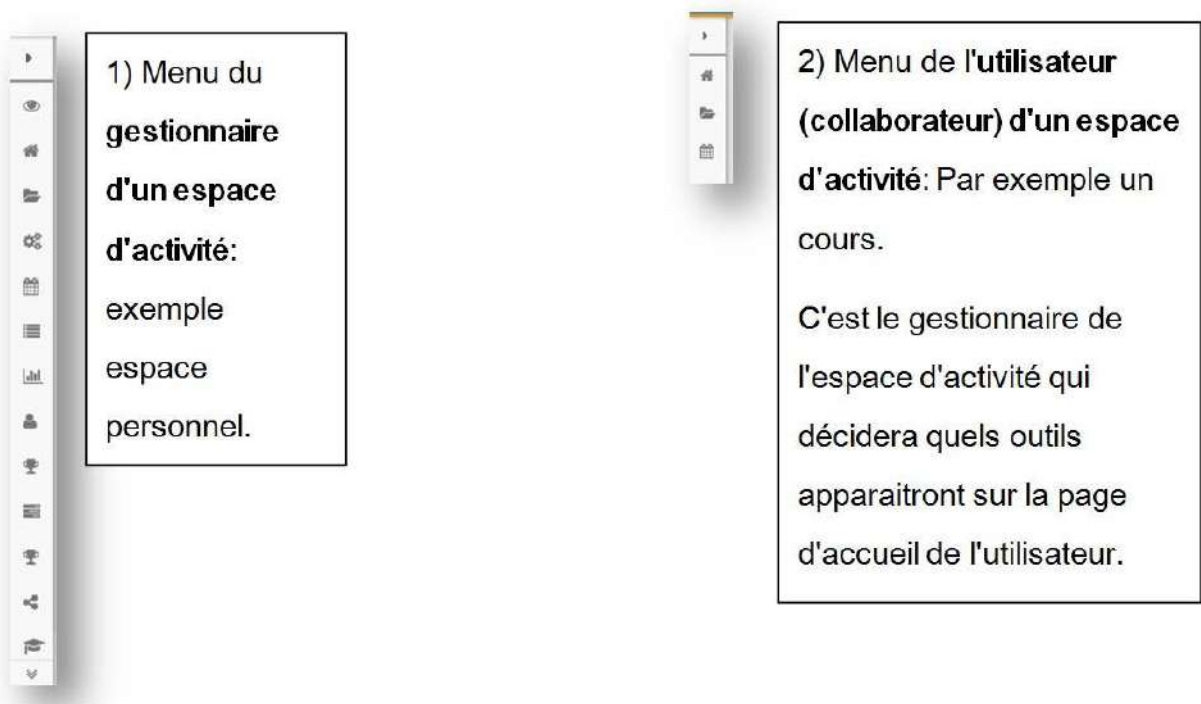 1) Menu du
gestionnaire
d'un espace
d'activité:
exemple
espace
personnel.
2) Menu de l'utilisateur
(collaborateur) d'un espace
d'activité: Par exemple un
cours.
C'est le gestionnaire de
l'espace d'activité qui
décidera quels outils
apparaitront sur la page
d'accueil de l'utilisateur.